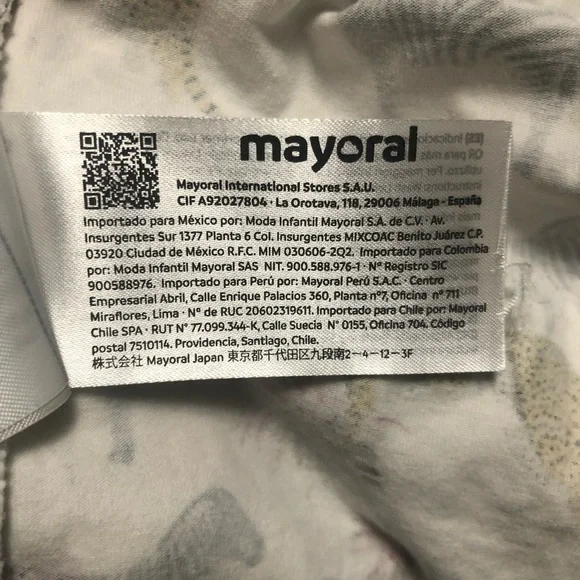 mayoral
Mayoral International Stores S.A.U.
CIF A92027804 · La Orotava, 118, 29006 Málaga - España
Importado para México por: Moda Infantil Mayoral S.A. de C.V. · Av.
Insurgentes Sur 1377 Planta 6 Col. Insurgentes MIXCOAC Benito Juárez C.P.
03920 Ciudad de México R.F.C. MIM 030606-2Q2. Importado para Colombia
por: Moda Infantil Mayoral SAS NIT. 900.588.976-1 · Nº Registro SIC
900588976. Importado para Perú por: Mayoral Perú S.A.C. · Centro
Empresarial Abril, Calle Enrique Palacios 360, Planta nº7, Oficina nº 711
Miraflores, Lima · Nº de RUC 20602319611. Importado para Chile por: Mayoral
Chile SPA · RUT Nº 77.099.344-K, Calle Suecia Nº 0155, Oficina 704. Código
postal 7510114. Providencia, Santiago, Chile.
株式会社 Mayoral Japan 東京都千代田区九段南2-4-12-3F